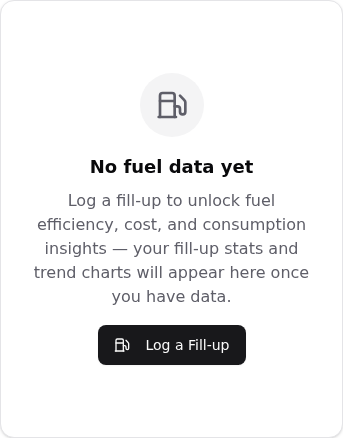 No fuel data yet
Log a fill-up to unlock fuel
efficiency, cost, and consumption
insights — your fill-up stats and
trend charts will appear here once
you have data.
Log a Fill-up